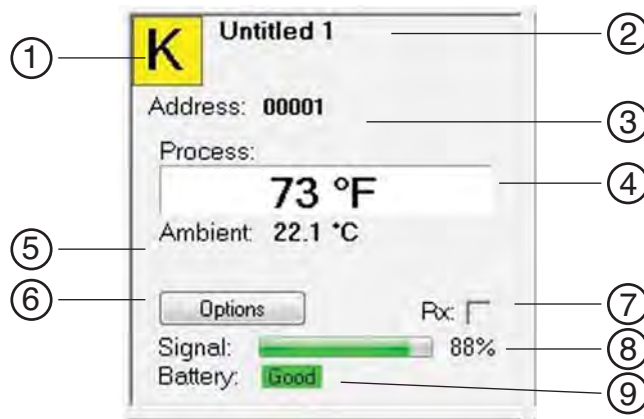 K Untitled 1
① ②
Address: 00001
③
Process:
73 °F
④
Ambient: 22.1 °C
⑤
⑥ Options Rx: ⑦
Signal: 88% ⑧
Battery: Good ⑨